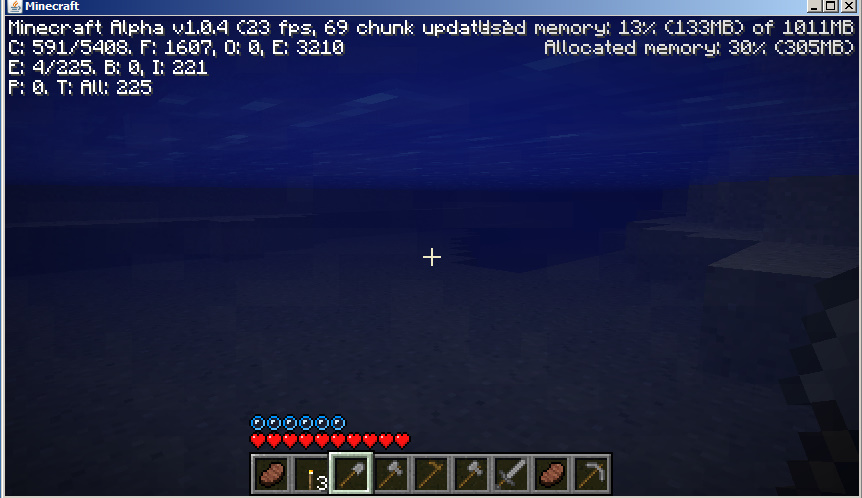 Minecraft
Minecraft Alpha v1.0.4 (23 fps, 69 chunk updates) Used memory: 13% (133MB) of 1011MB
C: 591/5408. F: 1607, O: 0, E: 3210 Allocated memory: 30% (305MB)
E: 4/225. B: 0, I: 221
P: 0. T: All: 225
3